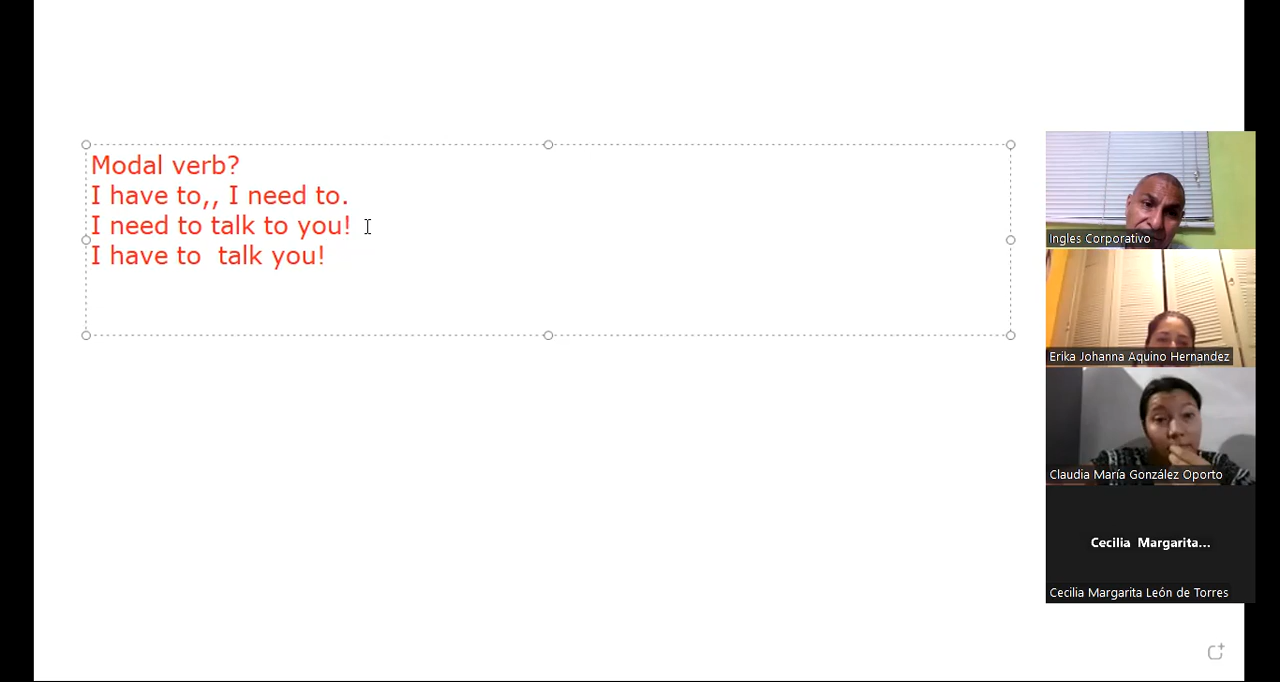 Modal verb?
I have to,, I need to.
I need to talk to you!
I have to  talk you!
Ingles Corporativo
Erika Johanna Aquino Hernandez
Claudia María González Oporto
Cecilia Margarita...
Cecilia Margarita León de Torres